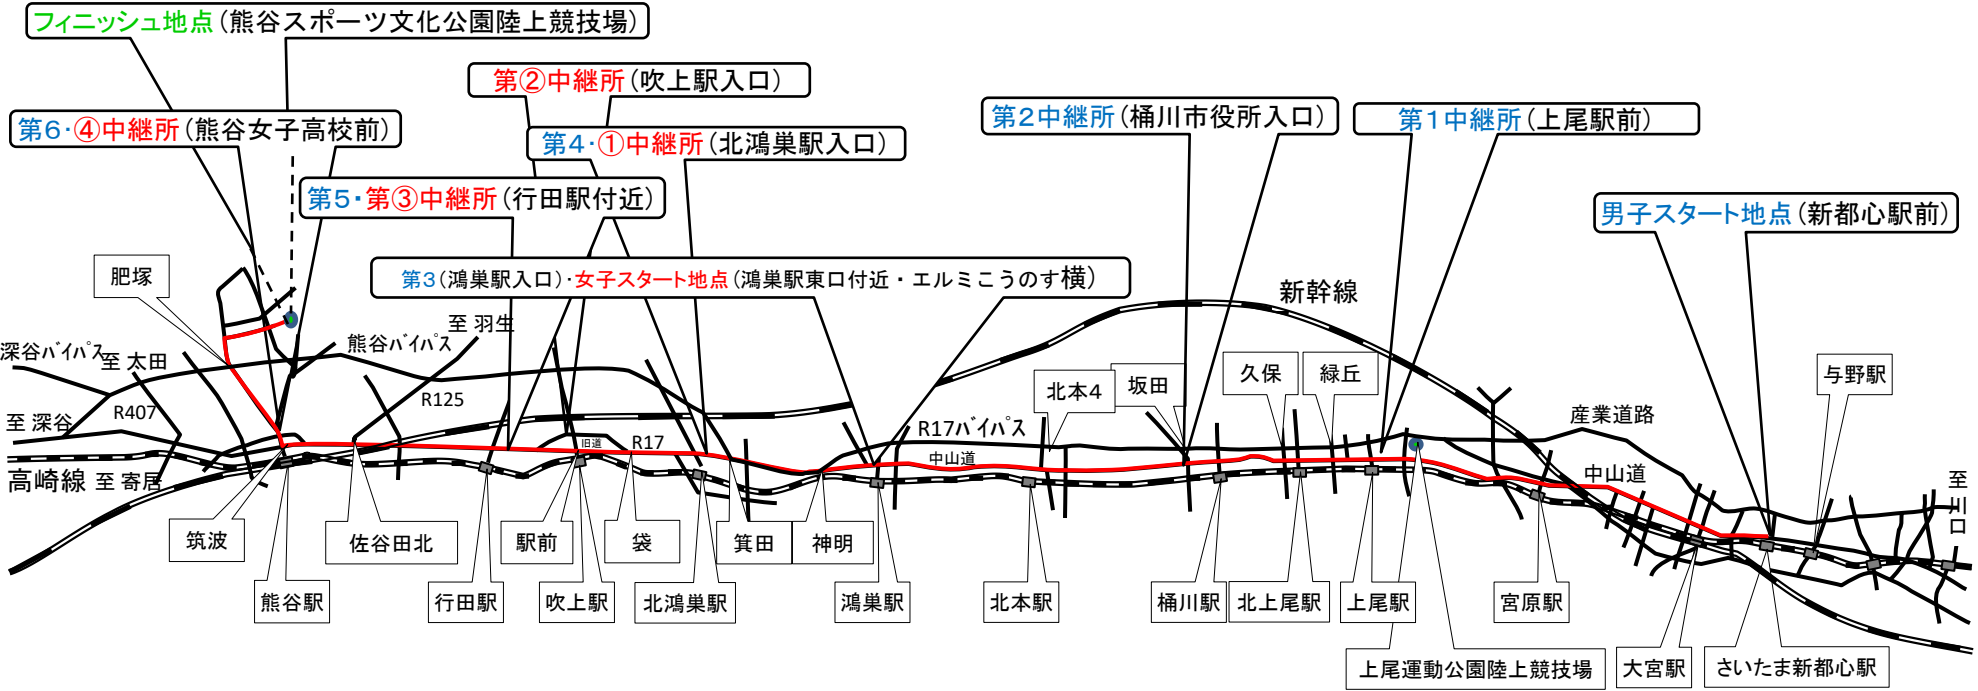 フィニッシュ地点(熊谷スポーツ文化公園陸上競技場)
第②中継所(吹上駅入口)
第6・④中継所(熊谷女子高校前)
第4・①中継所(北鴻巣駅入口)
第2中継所(桶川市役所入口)
第1中継所(上尾駅前)
第5・第③中継所(行田駅付近)
男子スタート地点(新都心駅前)
第3(鴻巣駅入口)・女子スタート地点(鴻巣駅東口付近・エルミこうのす横)
肥塚
新幹線
至 羽生
熊谷バイパス
深谷バイパス
至 太田
R407
R125
至 深谷
高崎線
至 寄居
旧道
R17
R17バイパス
中山道
北本4
坂田
久保
緑丘
与野駅
産業道路
中山道
至川口
筑波
佐谷田北
駅前
袋
箕田
神明
熊谷駅
行田駅
吹上駅
北鴻巣駅
鴻巣駅
北本駅
桶川駅
北上尾駅
上尾駅
宮原駅
上尾運動公園陸上競技場
大宮駅
さいたま新都心駅